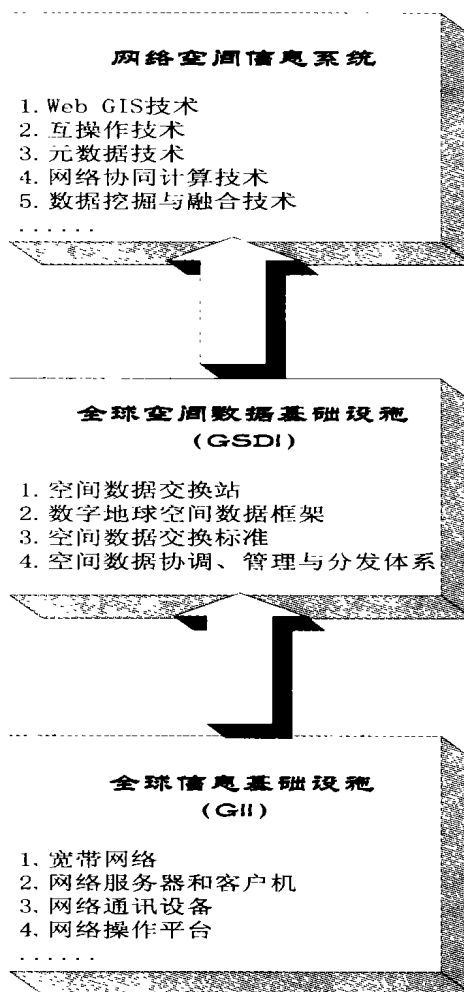 网络空间信息系统
1. Web GIS技术
2. 互操作技术
3. 元数据技术
4. 网络协同计算技术
5. 数据挖掘与融合技术
......
全球空间数据基础设施
(GSDI)
1. 空间数据交换站
2. 数字地球空间数据框架
3. 空间数据交换标准
4. 空间数据协调、管理与分发体系
全球信息基础设施
(GII)
1. 宽带网络
2. 网络服务器和客户机
3. 网络通讯设备
4. 网络操作平台
......